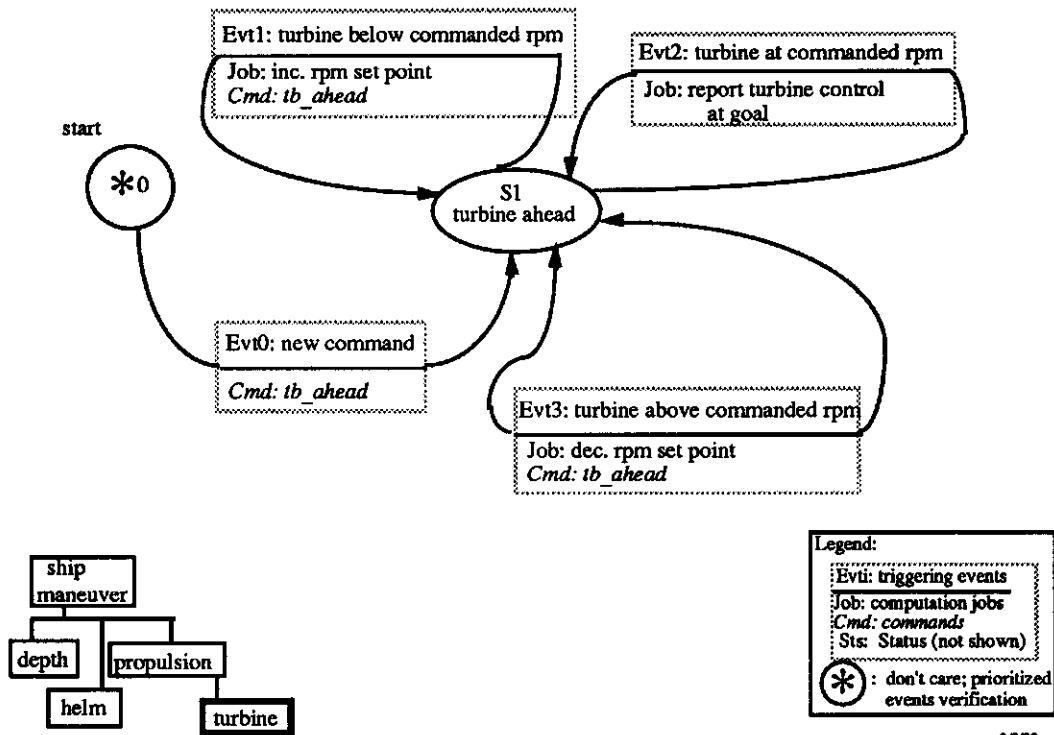 Evt1: turbine below commanded rpm
Job: inc. rpm set point
Cmd: tb_ahead
Evt2: turbine at commanded rpm
Job: report turbine control
at goal
start
*0
S1
turbine ahead
Evt0: new command
Cmd: tb_ahead
Evt3: turbine above commanded rpm
Job: dec. rpm set point
Cmd: tb_ahead
ship
maneuver
depth
propulsion
helm
turbine
Legend:
Evti: triggering events
Job: computation jobs
Cmd: commands
Sts: Status (not shown)
* : don't care; prioritized
events verification